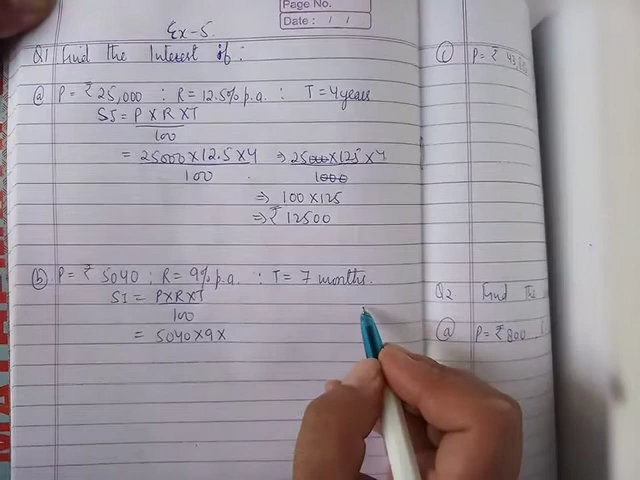 Page No.
Date: / /
Ex-5.
Q1 Find the Interest if:
(a) P = ₹ 25,000 : R = 12.5% p.a : T = 4 years
SI = P X R X T
100
= 25000 X 12.5 X 4 ⇒ 25000 X 125 X 4
100 . 1000
⇒ 100 X 125
⇒ ₹ 12500
(b) P = ₹ 5040 : R = 9% p.a. : T = 7 months.
SI = P X R X T
100
= 5040 X 9 X
(i) P = ₹
Q2 Find the
(a) P = ₹ 800